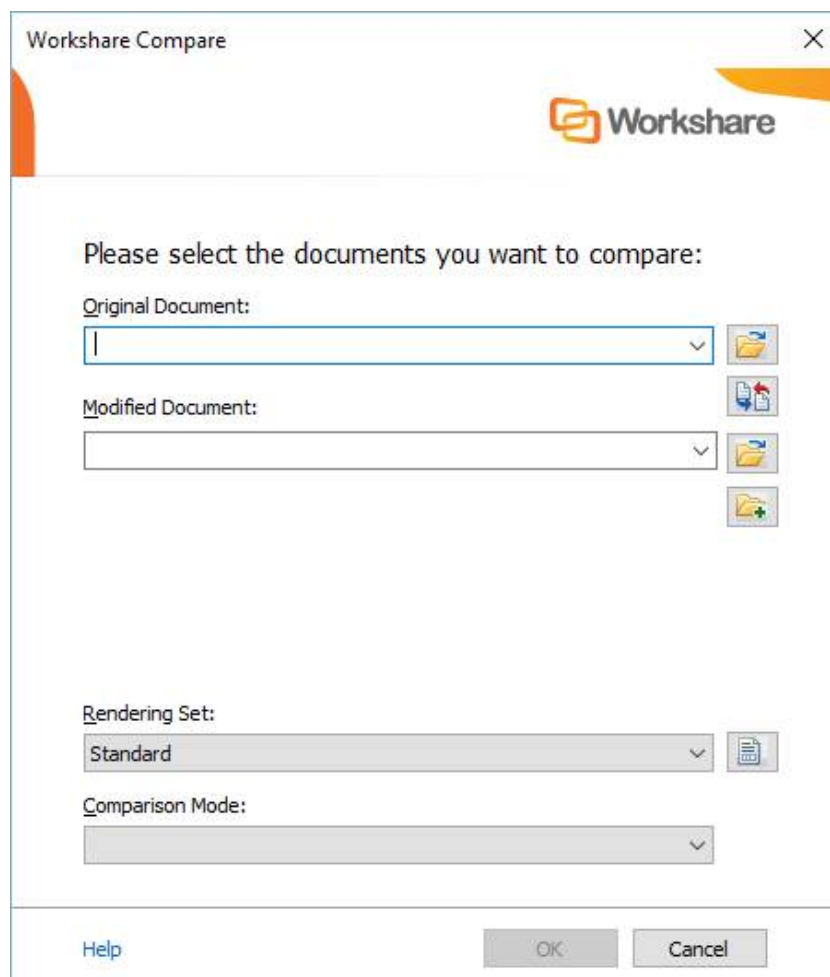 Workshare Compare
Workshare
Please select the documents you want to compare:
Original Document:
Modified Document:
Rendering Set:
Standard
Comparison Mode:
Help OK Cancel